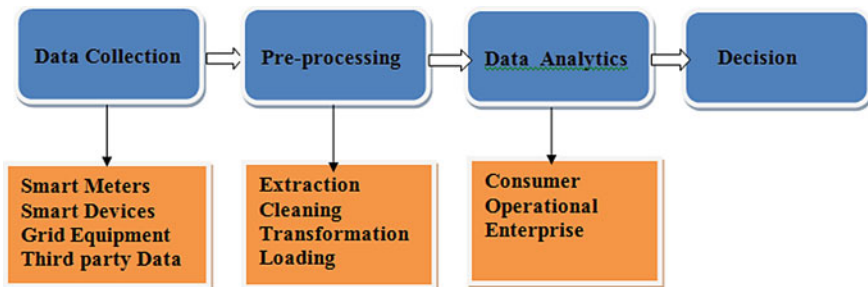 Data Collection
Pre-processing
Data Analytics
Decision
Smart Meters
Smart Devices
Grid Equipment
Third party Data
Extraction
Cleaning
Transformation
Loading
Consumer
Operational
Enterprise